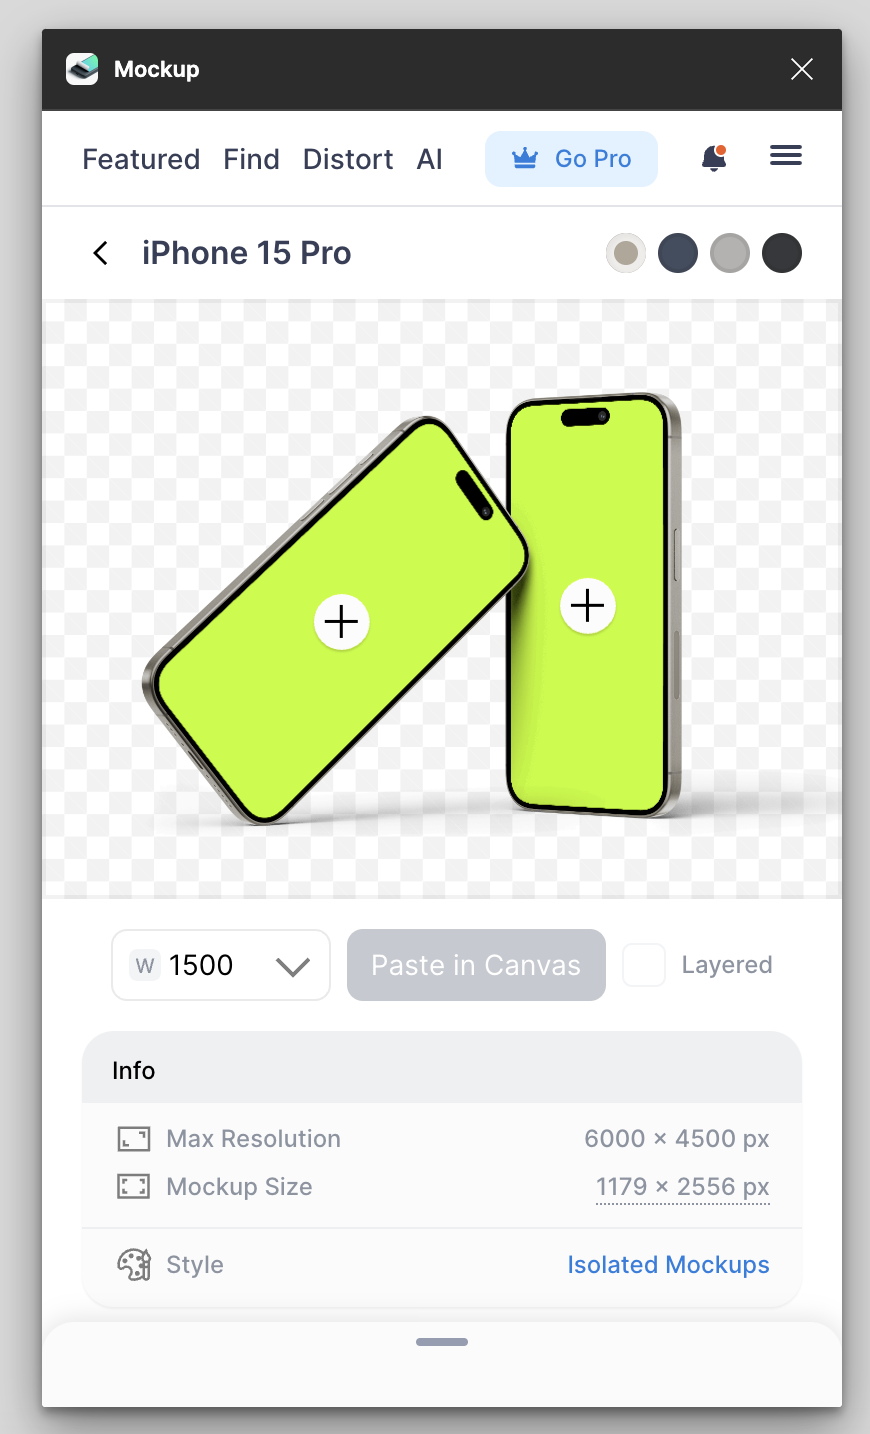 Mockup
Featured Find Distort AI Go Pro
iPhone 15 Pro
W 1500 Paste in Canvas Layered
Info
Max Resolution 6000 × 4500 px
Mockup Size 1179 × 2556 px
Style Isolated Mockups